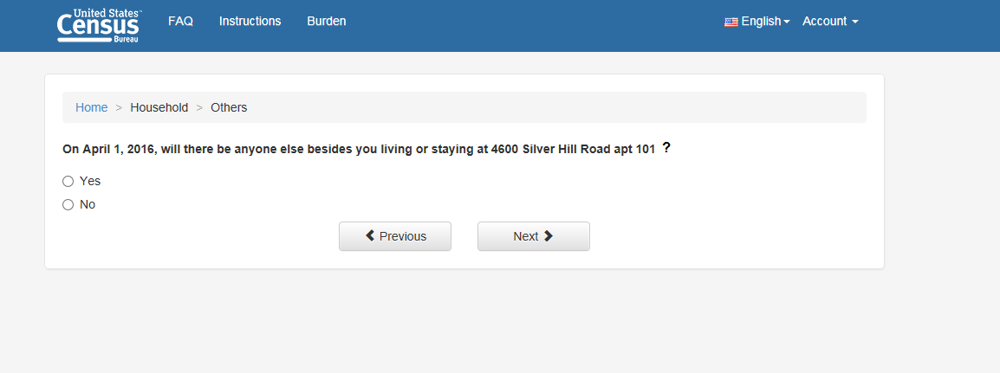 United States™
Census
Bureau
FAQ Instructions Burden English Account
Home > Household > Others
On April 1, 2016, will there be anyone else besides you living or staying at 4600 Silver Hill Road apt 101 ?
Yes
No
Previous Next